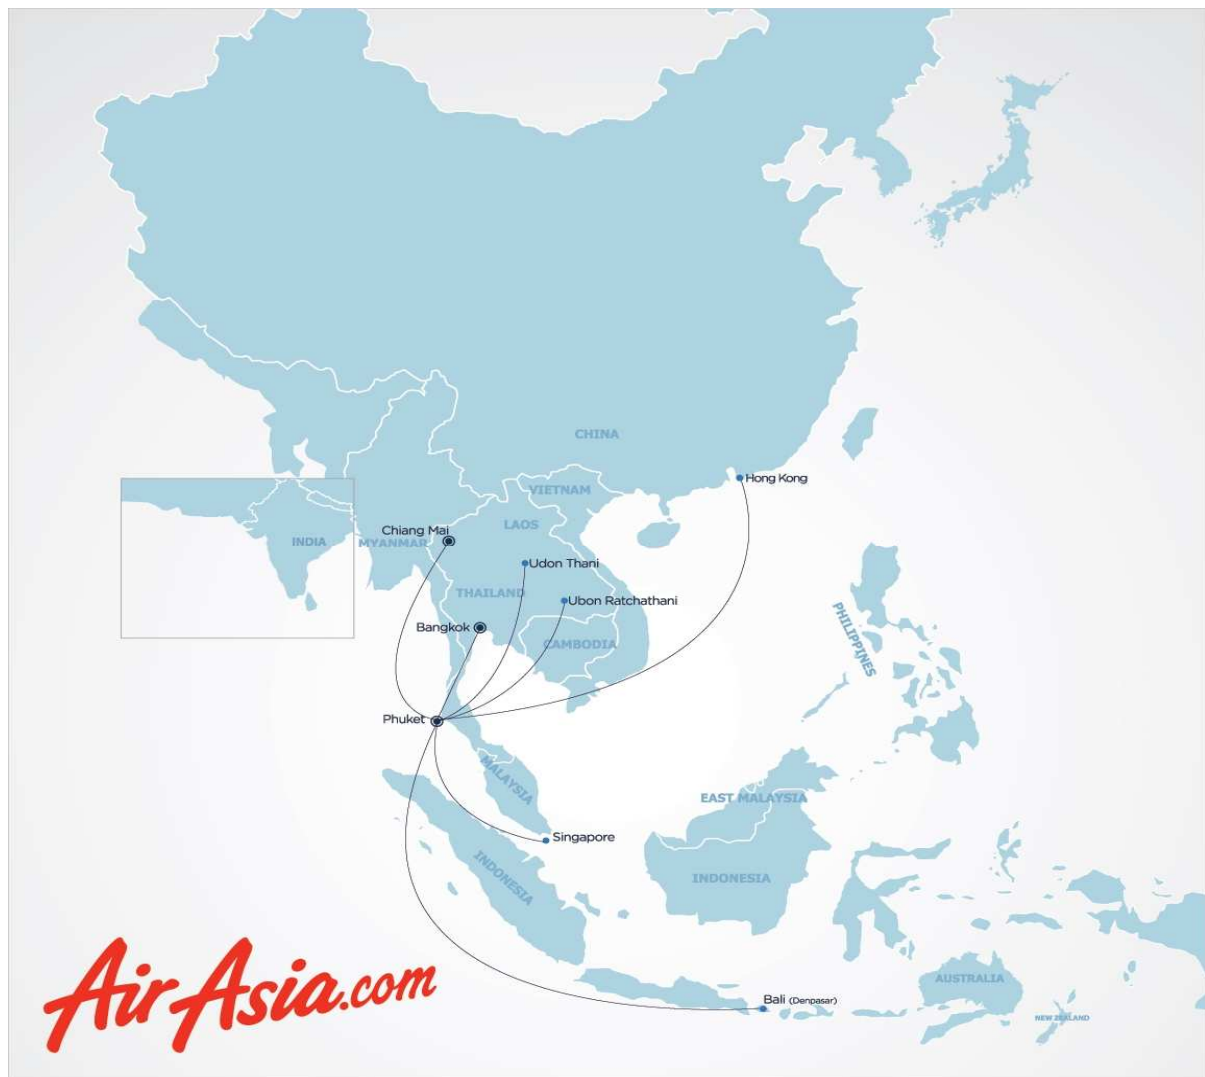 CHINA
Hong Kong
VIETNAM
LAOS
Chiang Mai
INDIA
MYANMAR
Udon Thani
THAILAND
Ubon Ratchathani
Bangkok
CAMBODIA
PHILIPPINES
Phuket
MALAYSIA
EAST MALAYSIA
Singapore
INDONESIA
INDONESIA
AirAsia.com
AUSTRALIA
Bali (Denpasar)
NEW ZEALAND